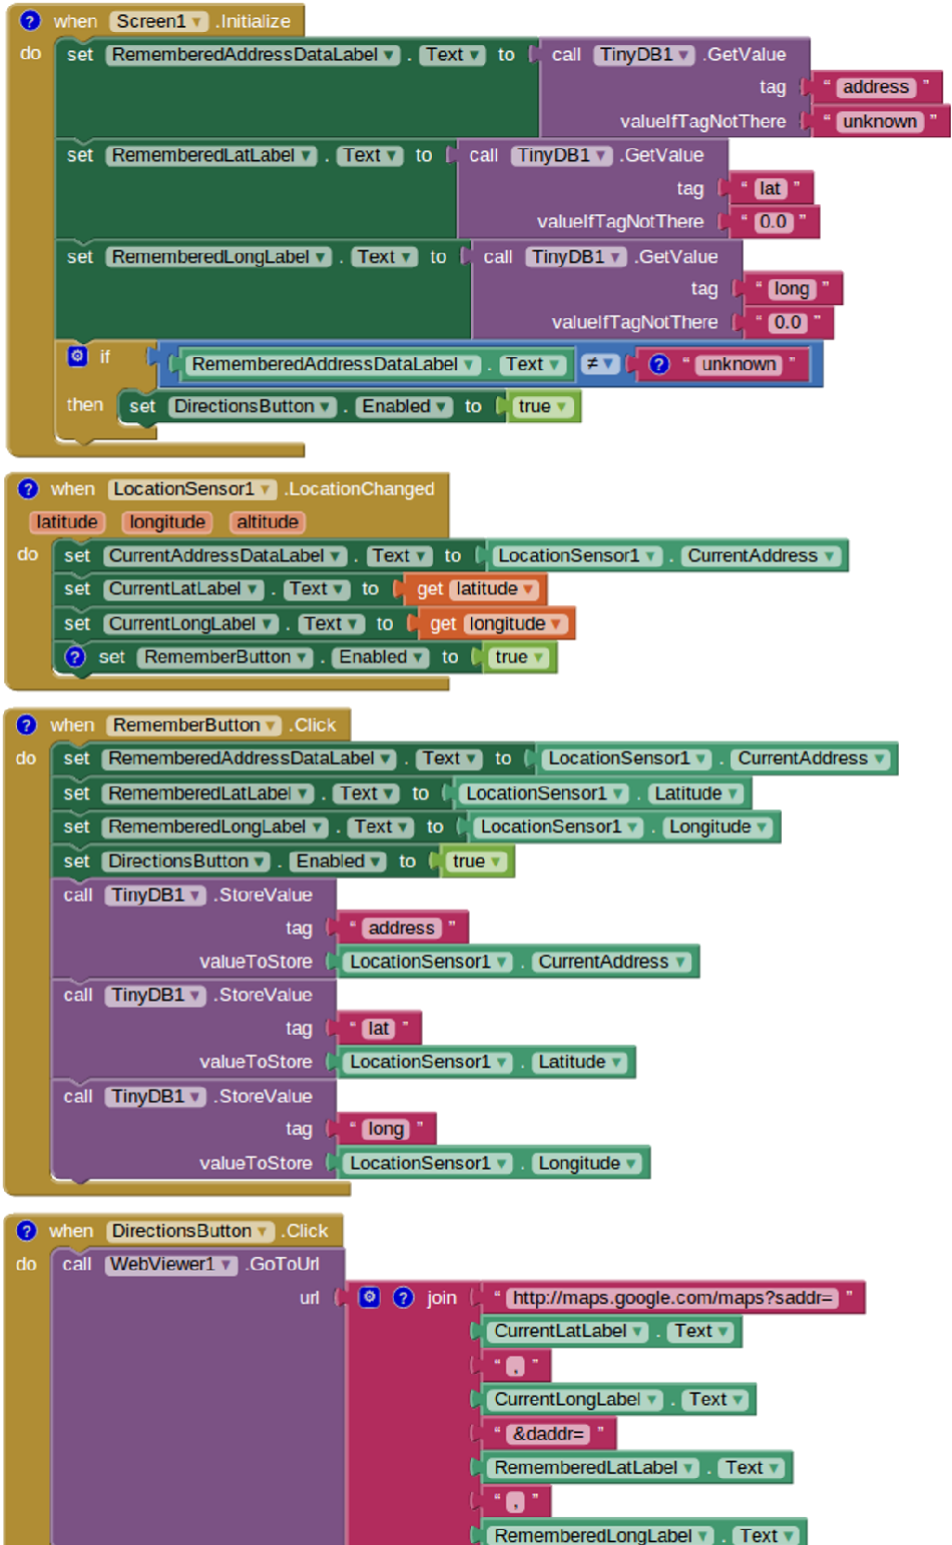 ? when Screen1 .Initialize
do set RememberedAddressDataLabel . Text to call TinyDB1 .GetValue
tag " address "
valueIfTagNotThere " unknown "
set RememberedLatLabel . Text to call TinyDB1 .GetValue
tag " lat "
valueIfTagNotThere " 0.0 "
set RememberedLongLabel . Text to call TinyDB1 .GetValue
tag " long "
valueIfTagNotThere " 0.0 "
if RememberedAddressDataLabel . Text ≠ ? " unknown "
then set DirectionsButton . Enabled to true
? when LocationSensor1 .LocationChanged
latitude longitude altitude
do set CurrentAddressDataLabel . Text to LocationSensor1 . CurrentAddress
set CurrentLatLabel . Text to get latitude
set CurrentLongLabel . Text to get longitude
? set RememberButton . Enabled to true
? when RememberButton .Click
do set RememberedAddressDataLabel . Text to LocationSensor1 . CurrentAddress
set RememberedLatLabel . Text to LocationSensor1 . Latitude
set RememberedLongLabel . Text to LocationSensor1 . Longitude
set DirectionsButton . Enabled to true
call TinyDB1 .StoreValue
tag " address "
valueToStore LocationSensor1 . CurrentAddress
call TinyDB1 .StoreValue
tag " lat "
valueToStore LocationSensor1 . Latitude
call TinyDB1 .StoreValue
tag " long "
valueToStore LocationSensor1 . Longitude
? when DirectionsButton .Click
do call WebViewer1 .GoToUrl
url ? join " http://maps.google.com/maps?saddr= "
CurrentLatLabel . Text
" , "
CurrentLongLabel . Text
" &daddr= "
RememberedLatLabel . Text
" , "
RememberedLongLabel . Text